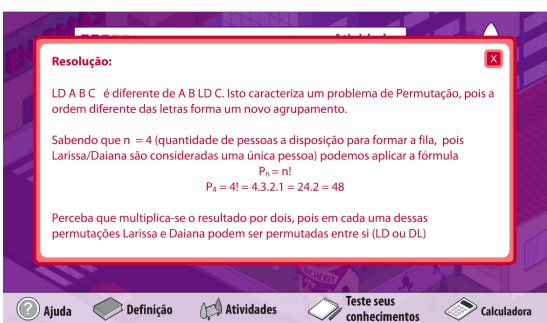 Resolução:
X
LD A B C é diferente de A B LD C. Isto caracteriza um problema de Permutação, pois a
ordem diferente das letras forma um novo agrupamento.
Sabendo que n = 4 (quantidade de pessoas a disposição para formar a fila, pois
Larissa/Daiana são consideradas uma única pessoa) podemos aplicar a fórmula
Pn = n!
P4 = 4! = 4.3.2.1 = 24.2 = 48
Perceba que multiplica-se o resultado por dois, pois em cada uma dessas
permutações Larissa e Daiana podem ser permutadas entre si (LD ou DL)
? Ajuda
Definição
Atividades
Teste seus
conhecimentos
Calculadora